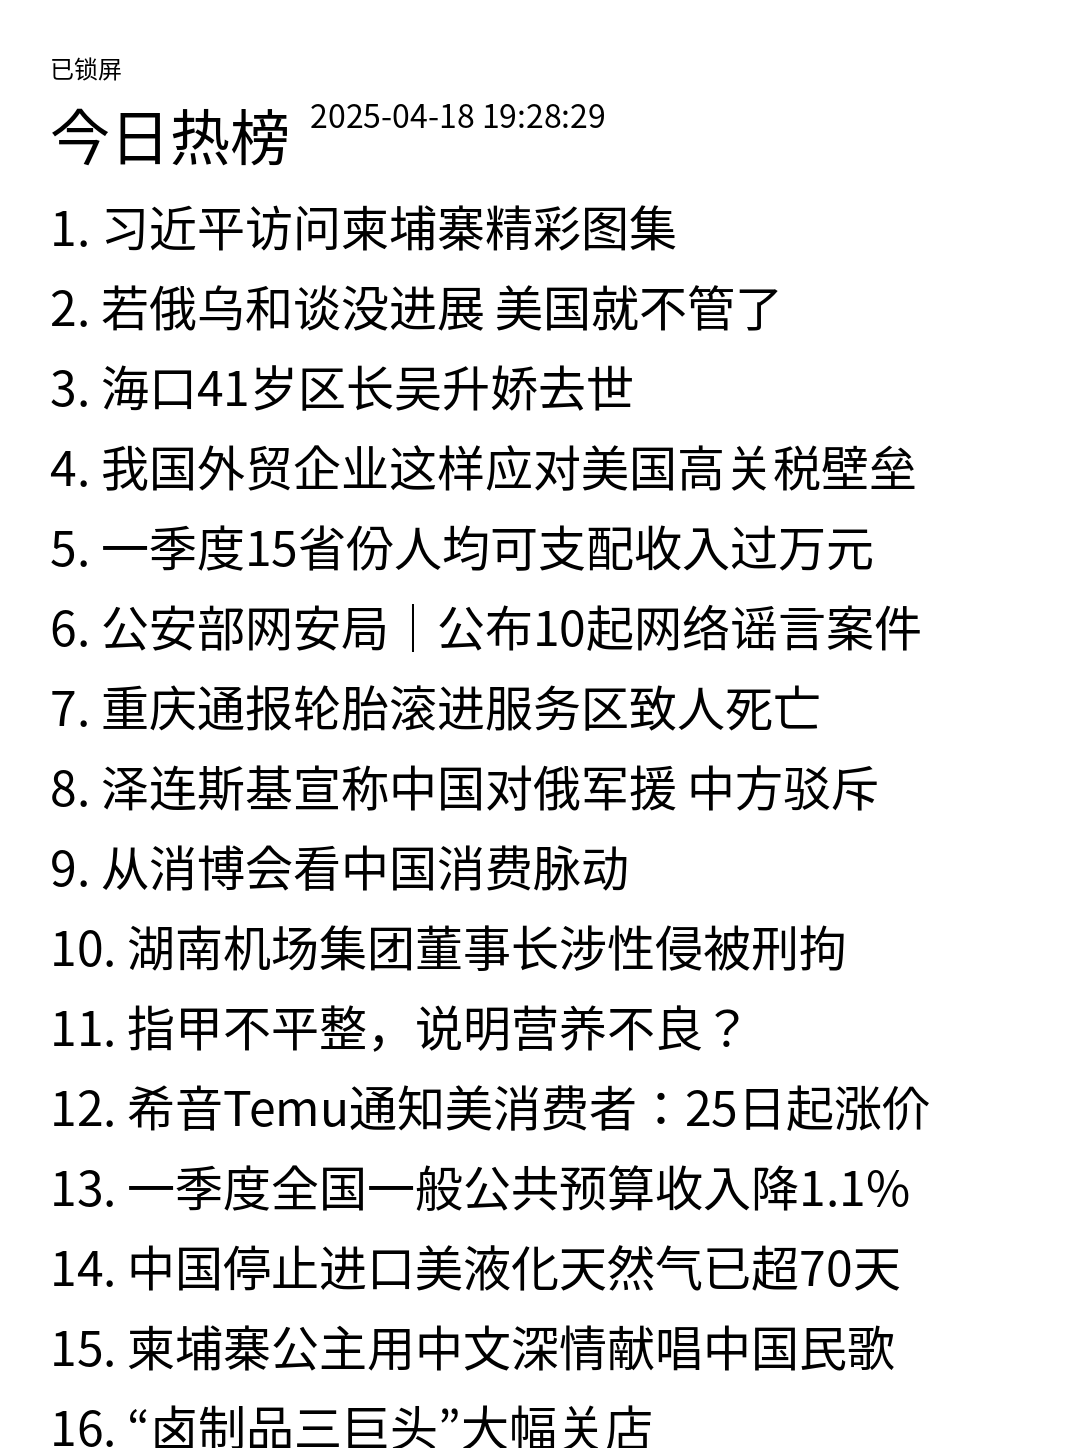 已锁屏
今日热榜 2025-04-18 19:28:29
1. 习近平访问柬埔寨精彩图集
2. 若俄乌和谈没进展 美国就不管了
3. 海口41岁区长吴升娇去世
4. 我国外贸企业这样应对美国高关税壁垒
5. 一季度15省份人均可支配收入过万元
6. 公安部网安局｜公布10起网络谣言案件
7. 重庆通报轮胎滚进服务区致人死亡
8. 泽连斯基宣称中国对俄军援 中方驳斥
9. 从消博会看中国消费脉动
10. 湖南机场集团董事长涉性侵被刑拘
11. 指甲不平整，说明营养不良？
12. 希音Temu通知美消费者：25日起涨价
13. 一季度全国一般公共预算收入降1.1%
14. 中国停止进口美液化天然气已超70天
15. 柬埔寨公主用中文深情献唱中国民歌
16. “卤制品三巨头”大幅关店